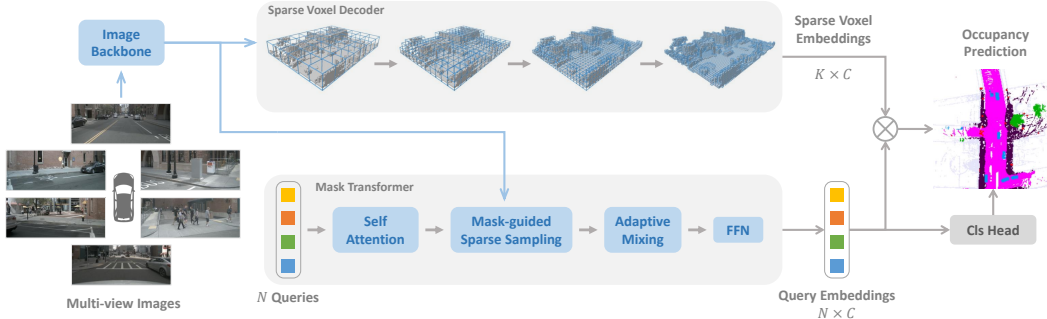 Sparse Voxel Decoder
Image
Backbone
Sparse Voxel
Embeddings
K × C
Occupancy
Prediction
Mask Transformer
Self
Attention
Mask-guided
Sparse Sampling
Adaptive
Mixing
FFN
Cls Head
N Queries
Multi-view Images
Query Embeddings
N × C